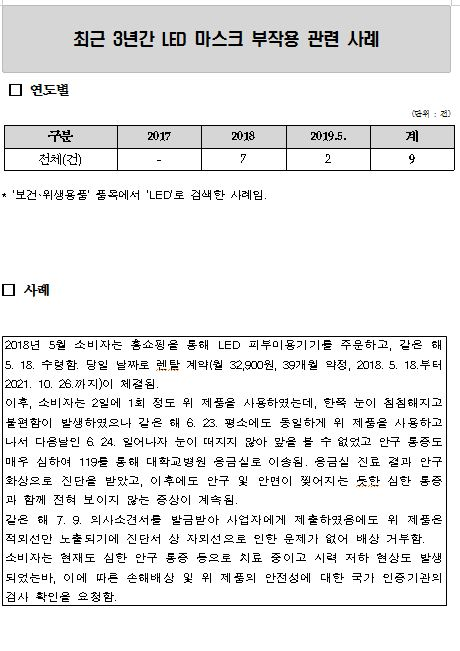 최근 3년간 LED 마스크 부작용 관련 사례
□ 연도별
(단위 : 건)
구분 2017 2018 2019.5. 계
전체(건) - 7 2 9
* '보건·위생용품' 품목에서 'LED'로 검색한 사례임.
□ 사례
2018년 5월 소비자는 홈쇼핑을 통해 LED 피부미용기기를 주문하고, 같은 해
5. 18. 수령함. 당일 날짜로 렌탈 계약(월 32,900원, 39개월 약정, 2018. 5. 18.부터
2021. 10. 26.까지)이 체결됨.
이후, 소비자는 2일에 1회 정도 위 제품을 사용하였는데, 한쪽 눈이 침침해지고
불편함이 발생하였으나 같은 해 6. 23. 평소에도 동일하게 위 제품을 사용하고
나서 다음날인 6. 24. 일어나자 눈이 떠지지 않아 앞을 볼 수 없었고 안구 통증도
매우 심하여 119를 통해 대학교병원 응급실로 이송됨. 응급실 진료 결과 안구
화상으로 진단을 받았고, 이후에도 안구 및 안면이 찢어지는 듯한 심한 통증
과 함께 전혀 보이지 않는 증상이 계속됨.
같은 해 7. 9. 의사소견서를 발급받아 사업자에게 제출하였음에도 위 제품은
적외선만 노출되기에 진단서 상 자외선으로 인한 문제가 없어 배상 거부함.
소비자는 현재도 심한 안구 통증 등으로 치료 중이고 시력 저하 현상도 발생
되었는바, 이에 따른 손해배상 및 위 제품의 안전성에 대한 국가 인증기관의
검사 확인을 요청함.